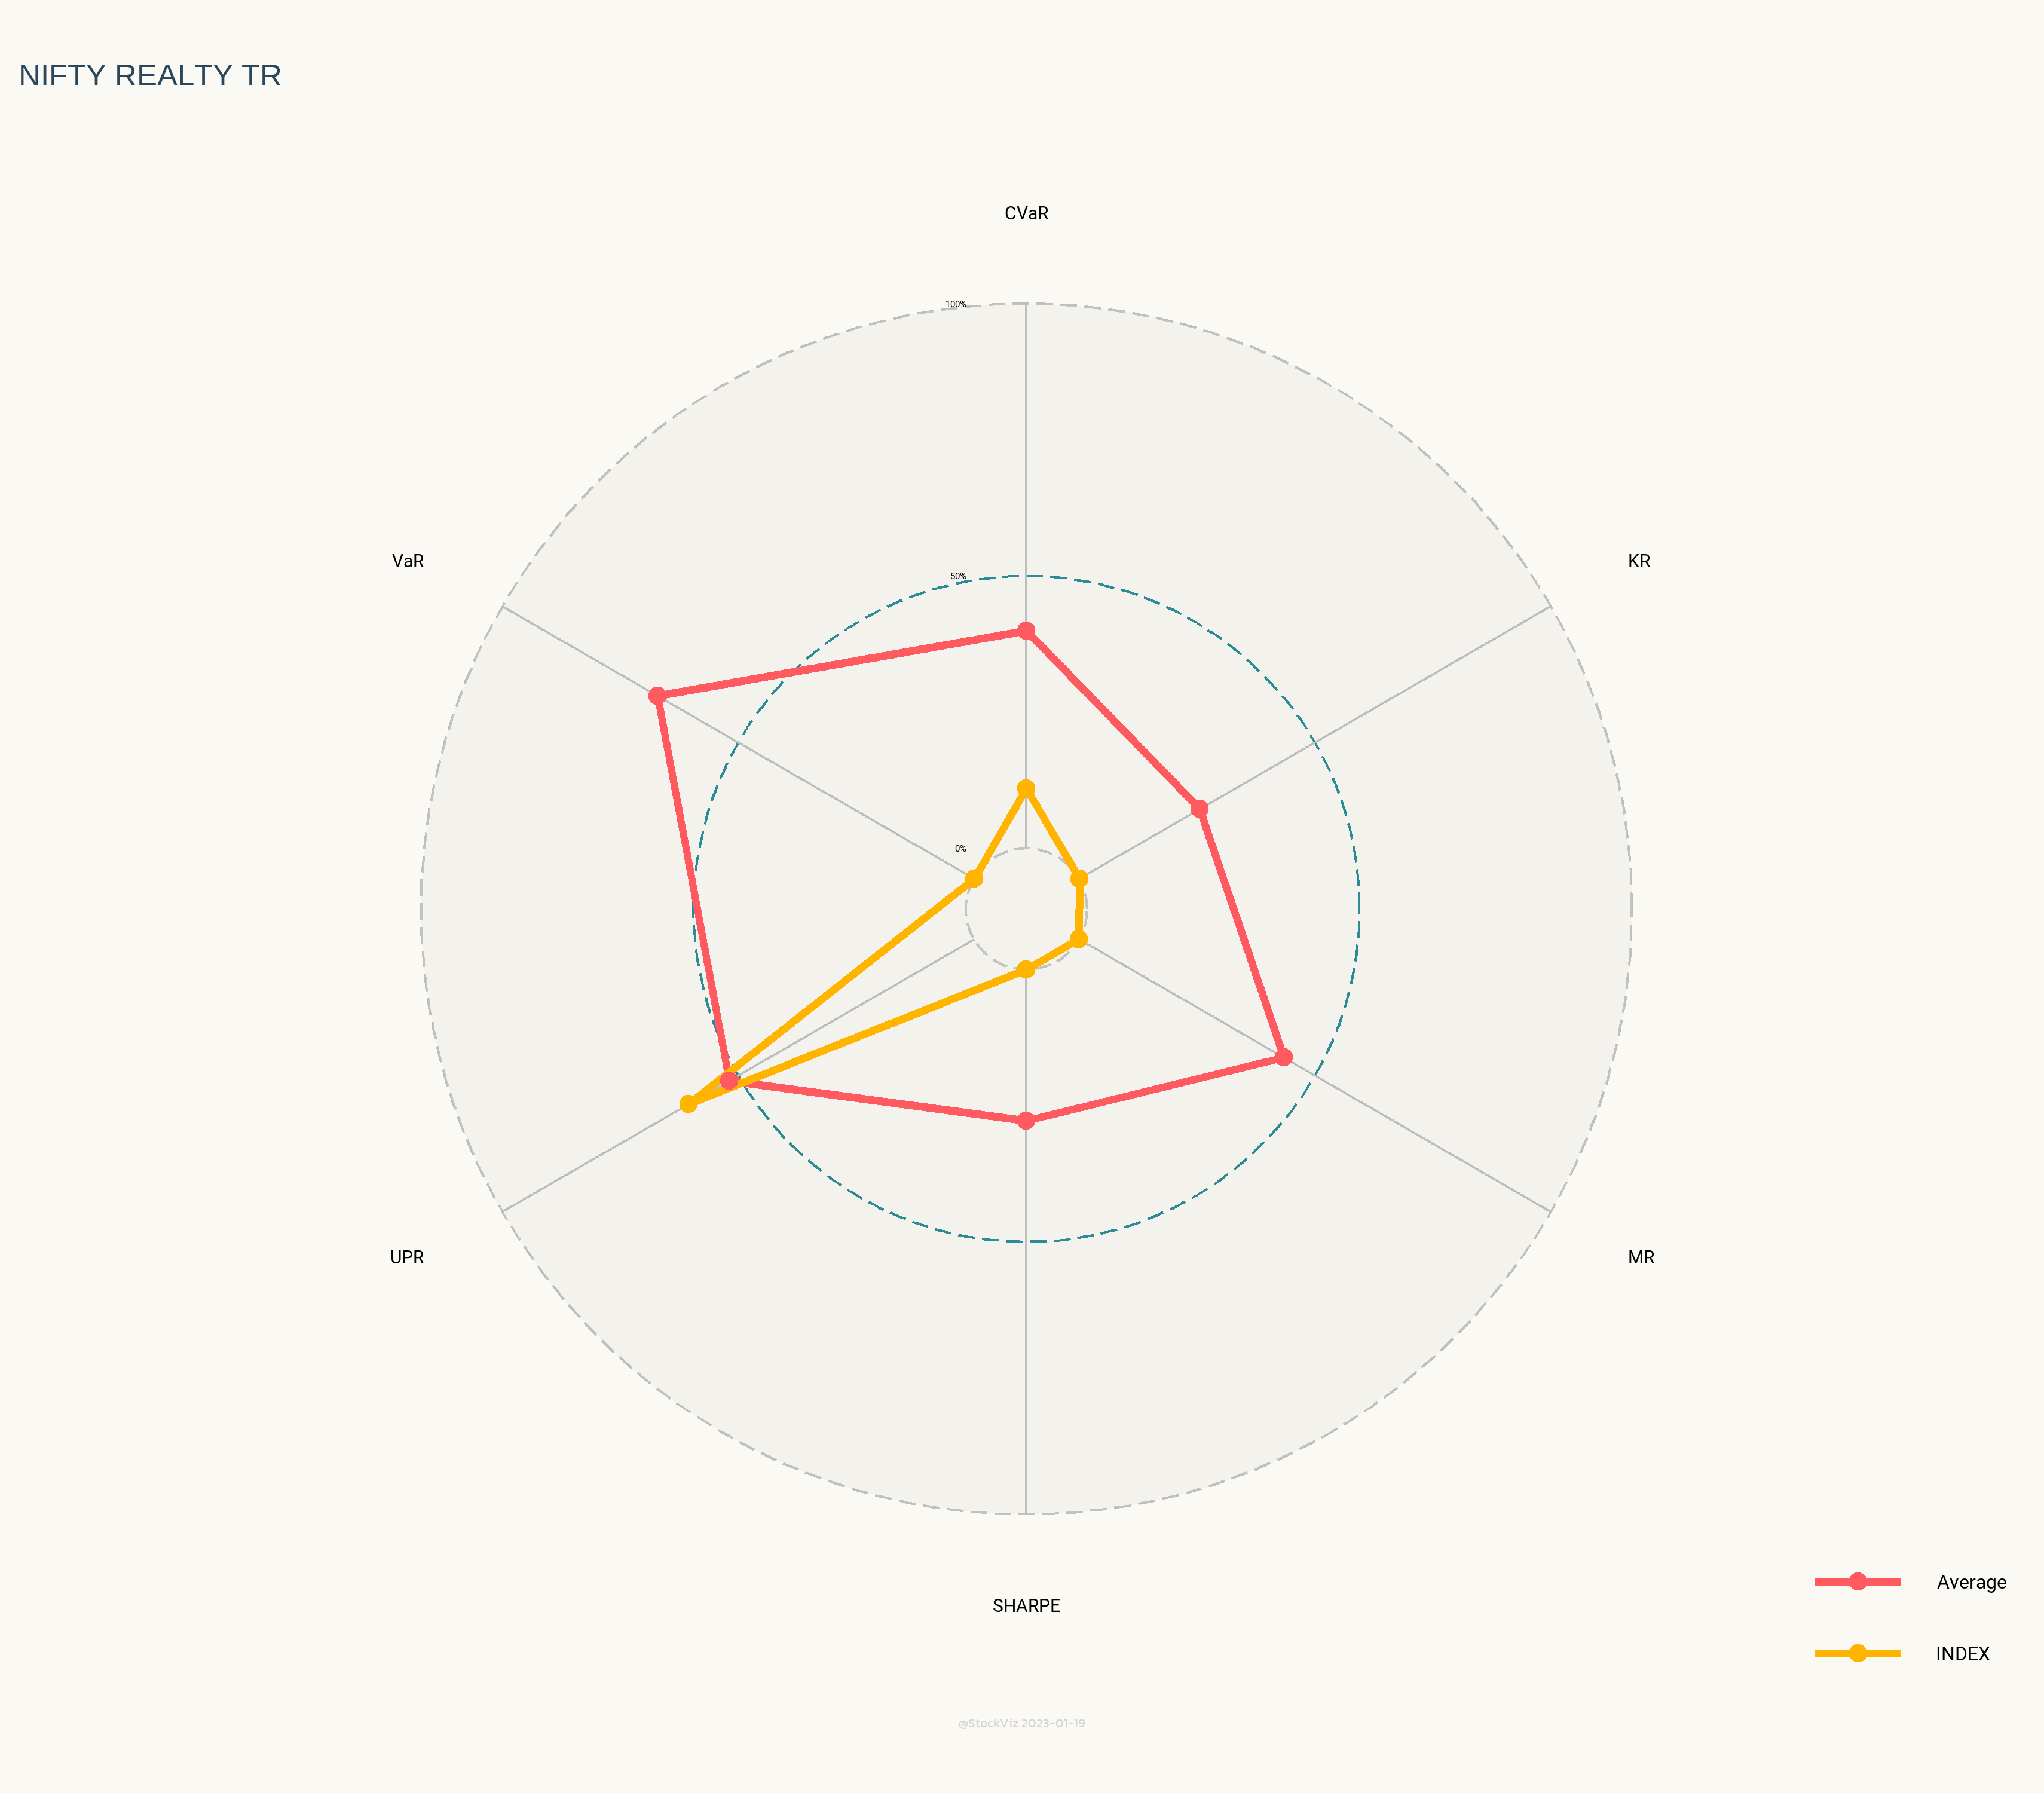 NIFTY REALTY TR
CVaR
100%
VaR
KR
50%
0%
UPR
MR
SHARPE
Average
INDEX
@StockViz 2023-01-19